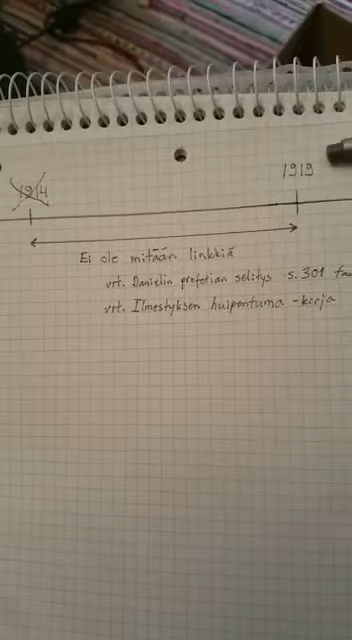 1919
1914
Ei ole mitään linkkiä
vrt. Danielin profetian selitys s. 301
vrt. Ilmestyksen huipentuma -kirja